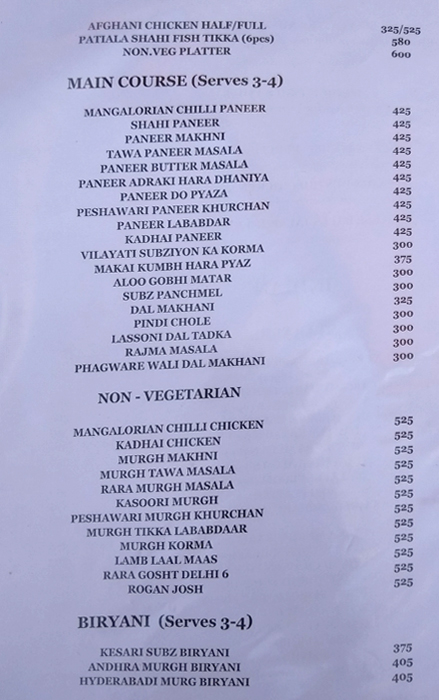 AFGHANI CHICKEN HALF/FULL 325/525
PATIALA SHAHI FISH TIKKA (6pcs) 580
NON.VEG PLATTER 600
MAIN COURSE (Serves 3-4)
MANGALORIAN CHILLI PANEER 425
SHAHI PANEER 425
PANEER MAKHNI 425
TAWA PANEER MASALA 425
PANEER BUTTER MASALA 425
PANEER ADRAKI HARA DHANIYA 425
PANEER DO PYAZA 425
PESHAWARI PANEER KHURCHAN 425
PANEER LABABDAR 425
KADHAI PANEER 425
VILAYATI SUBZIYON KA KORMA 300
MAKAI KUMBH HARA PYAZ 375
ALOO GOBHI MATAR 300
SUBZ PANCHMEL 300
DAL MAKHANI 325
PINDI CHOLE 300
LASSONI DAL TADKA 300
RAJMA MASALA 300
PHAGWARE WALI DAL MAKHANI 300
NON - VEGETARIAN
MANGALORIAN CHILLI CHICKEN 525
KADHAI CHICKEN 525
MURGH MAKHNI 525
MURGH TAWA MASALA 525
RARA MURGH MASALA 525
KASOORI MURGH 525
PESHAWARI MURGH KHURCHAN 525
MURGH TIKKA LABABDAAR 525
MURGH KORMA 525
LAMB LAAL MAAS 525
RARA GOSHT DELHI 6 525
ROGAN JOSH 525
BIRYANI (Serves 3-4)
KESARI SUBZ BIRYANI 375
ANDHRA MURGH BIRYANI 405
HYDERABADI MURG BIRYANI 405